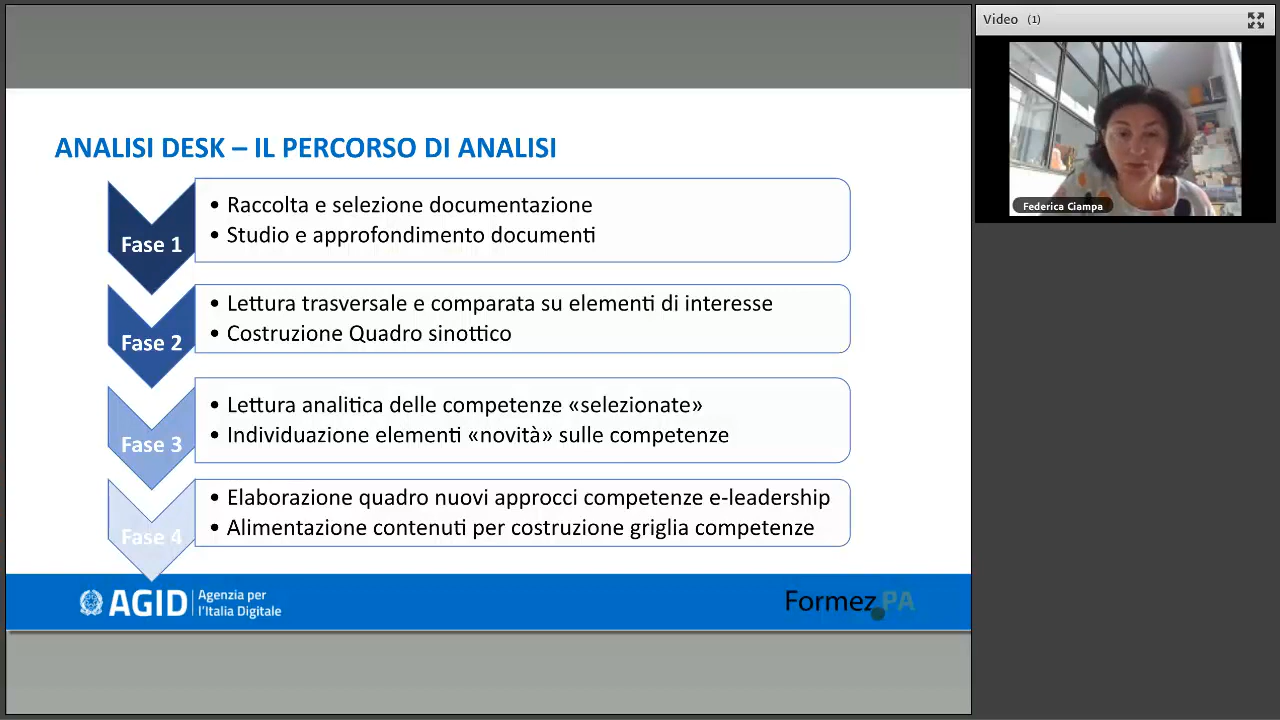 Video (1)
Federica Ciampa
ANALISI DESK – IL PERCORSO DI ANALISI
Fase 1
• Raccolta e selezione documentazione
• Studio e approfondimento documenti
Fase 2
• Lettura trasversale e comparata su elementi di interesse
• Costruzione Quadro sinottico
Fase 3
• Lettura analitica delle competenze «selezionate»
• Individuazione elementi «novità» sulle competenze
Fase 4
• Elaborazione quadro nuovi approcci competenze e-leadership
• Alimentazione contenuti per costruzione griglia competenze
AGID
Agenzia per
l'Italia Digitale
Formez PA